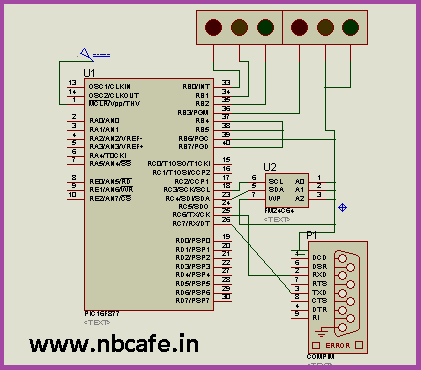 U1
13 OSC1/CLKIN RB0/INT 33
14 OSC2/CLKOUT RB1 34
1 MCLR/Vpp/THV RB2 35
RB3/PGM 36
2 RA0/AN0 RB4 37
3 RA1/AN1 RB5 38
4 RA2/AN2/VREF- RB6/PGC 39
5 RA3/AN3/VREF+ RB7/PGD 40
6 RA4/T0CKI
7 RA5/AN4/SS RC0/T1OSO/T1CKI 15
RC1/T1OSI/CCP2 16
8 RE0/AN5/RD RC2/CCP1 17
9 RE1/AN6/WR RC3/SCK/SCL 18
10 RE2/AN7/CS RC4/SDI/SDA 23
RC5/SDO 24
RC6/TX/CK 25
RC7/RX/DT 26
RD0/PSP0 19
RD1/PSP1 20
RD2/PSP2 21
RD3/PSP3 22
RD4/PSP4 27
RD5/PSP5 28
RD6/PSP6 29
RD7/PSP7 30
PIC16F877
<TEXT>
U2
6 SCL A0 1
5 SDA A1 2
7 WP A2 3
FM24C64
<TEXT>
P1
1 DCD
6 DSR
2 RXD
7 RTS
3 TXD
8 CTS
4 DTR
9 RI
ERROR
COMPIM
<TEXT>
www.nbcafe.in